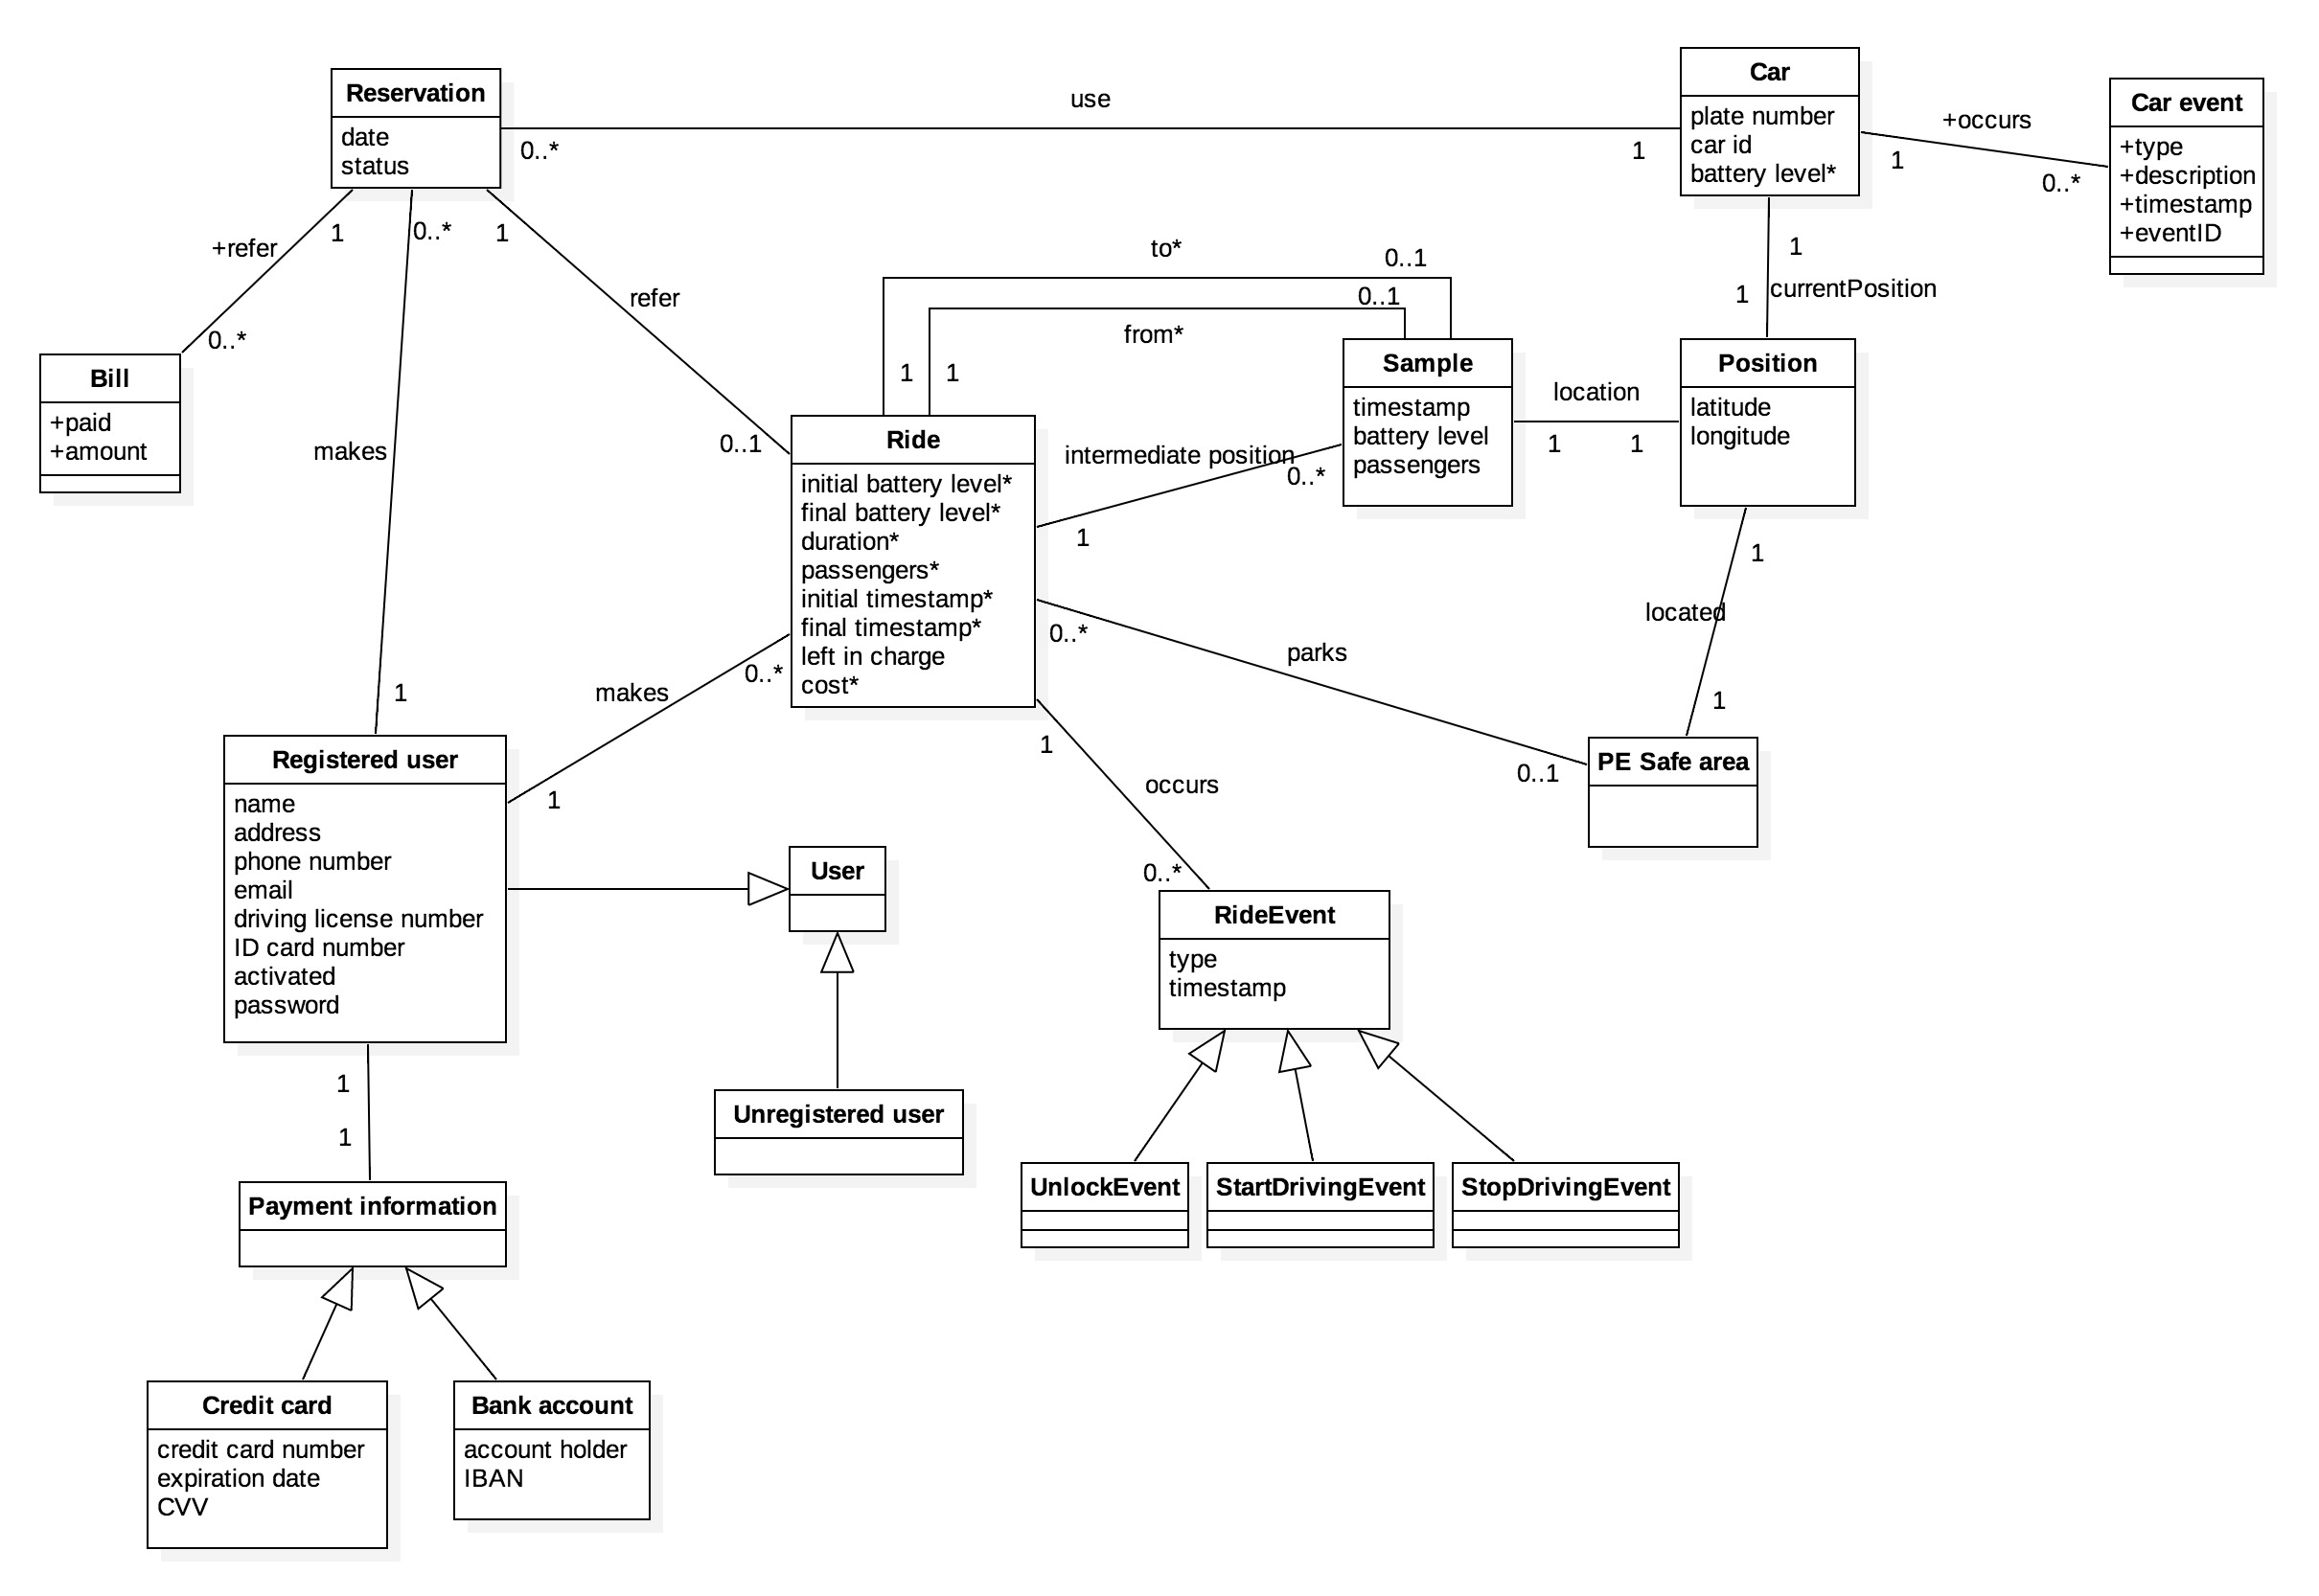 Reservation
date
status
use
0..*
1
Car
plate number
car id
battery level*
+occurs
1
0..*
Car event
+type
+description
+timestamp
+eventID
+refer
1
0..*
0..*
1
refer
0..1
to*
0..1
0..1
from*
1
1
1
1
currentPosition
Bill
+paid
+amount
makes
1
Ride
initial battery level*
final battery level*
duration*
passengers*
initial timestamp*
final timestamp*
left in charge
cost*
intermediate position
0..*
1
Sample
timestamp
battery level
passengers
location
1
1
Position
latitude
longitude
1
located
1
0..*
parks
0..1
PE Safe area
makes
0..*
1
1
occurs
0..*
Registered user
name
address
phone number
email
driving license number
ID card number
activated
password
User
RideEvent
type
timestamp
1
1
Unregistered user
UnlockEvent
StartDrivingEvent
StopDrivingEvent
Payment information
Credit card
credit card number
expiration date
CVV
Bank account
account holder
IBAN